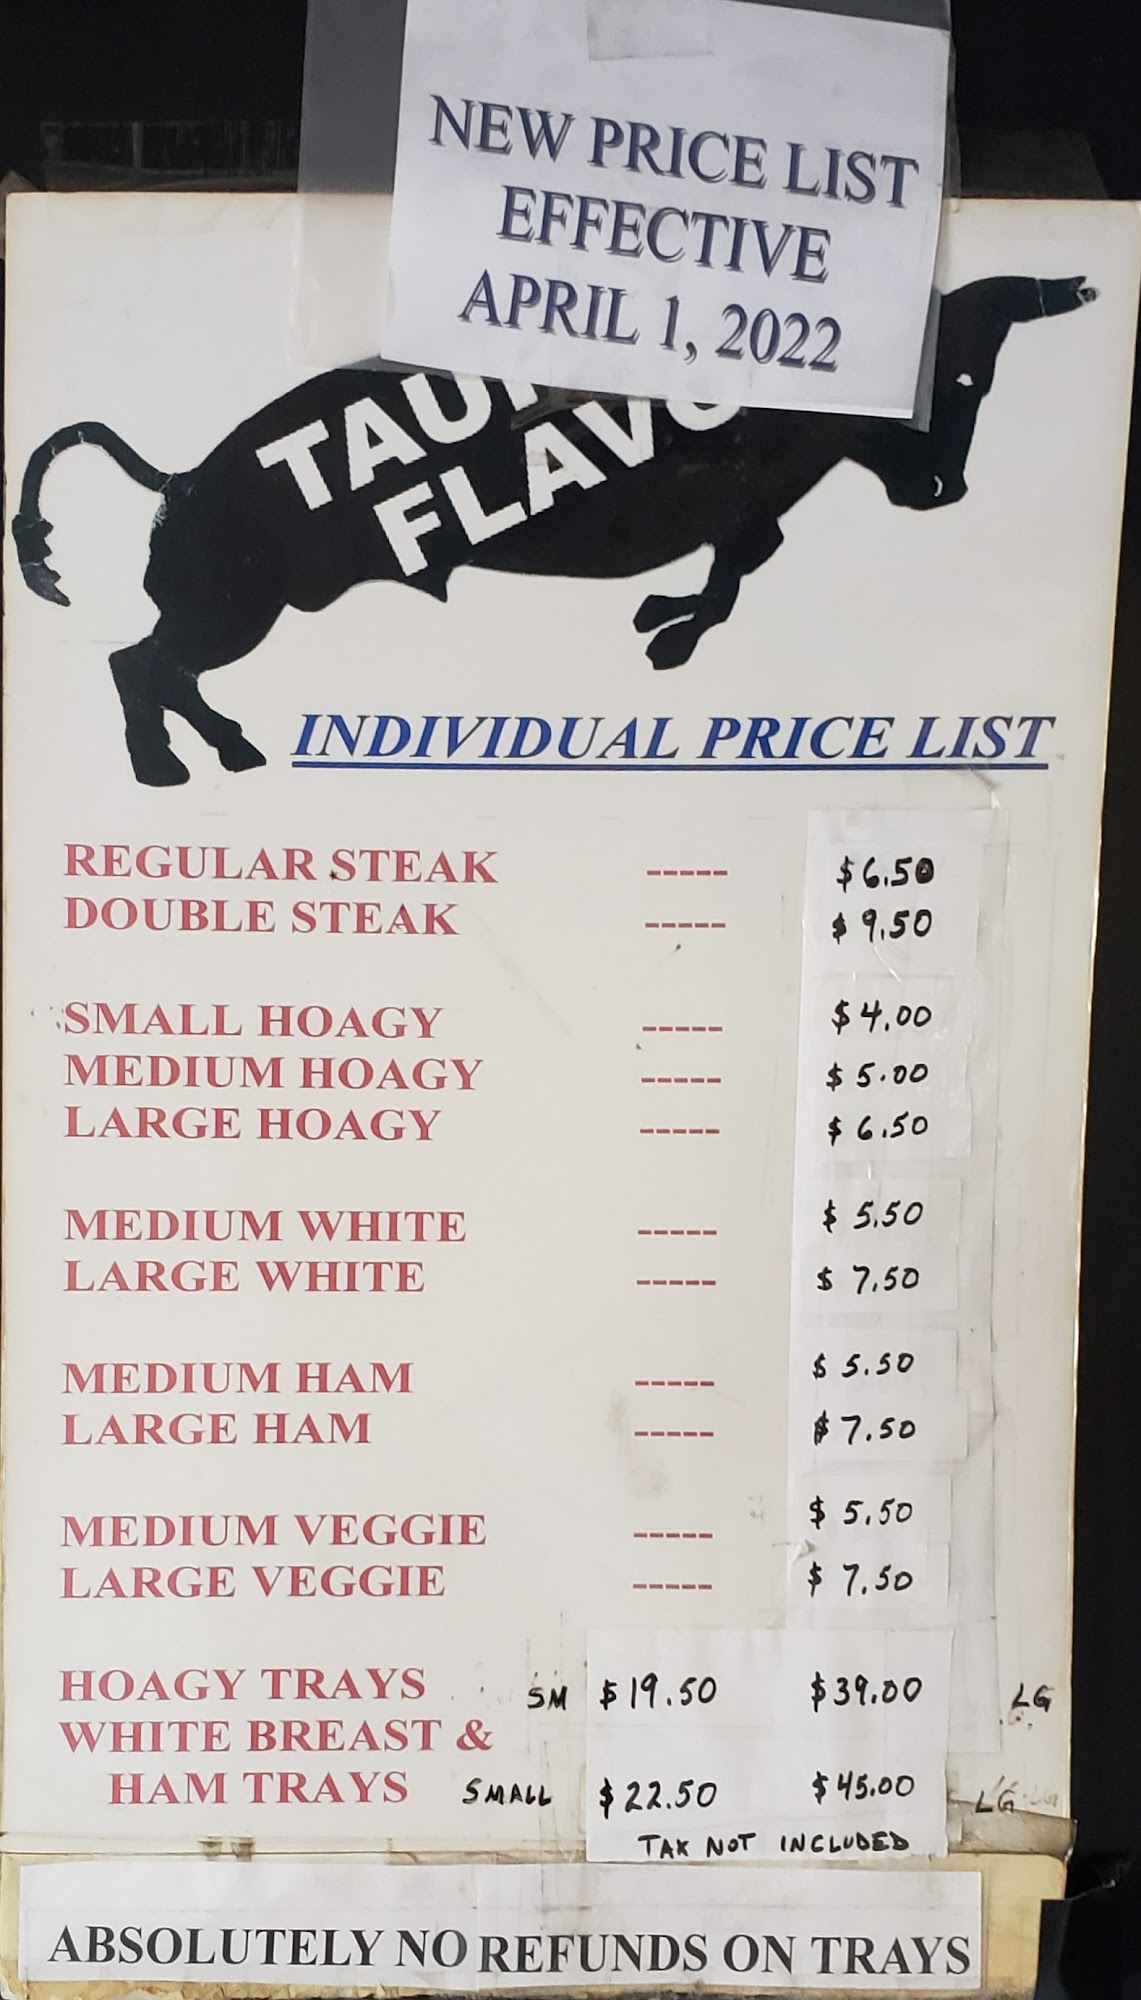 NEW PRICE LIST
EFFECTIVE
APRIL 1, 2022
INDIVIDUAL PRICE LIST
REGULAR STEAK ----- $6.50
DOUBLE STEAK ----- $9.50
SMALL HOAGY ----- $4.00
MEDIUM HOAGY ----- $5.00
LARGE HOAGY ----- $6.50
MEDIUM WHITE ----- $5.50
LARGE WHITE ----- $7.50
MEDIUM HAM ----- $5.50
LARGE HAM ----- $7.50
MEDIUM VEGGIE ----- $5.50
LARGE VEGGIE ----- $7.50
HOAGY TRAYS SM $19.50 $39.00 LG
WHITE BREAST &
HAM TRAYS SMALL $22.50 $45.00 LG
TAX NOT INCLUDED
ABSOLUTELY NO REFUNDS ON TRAYS